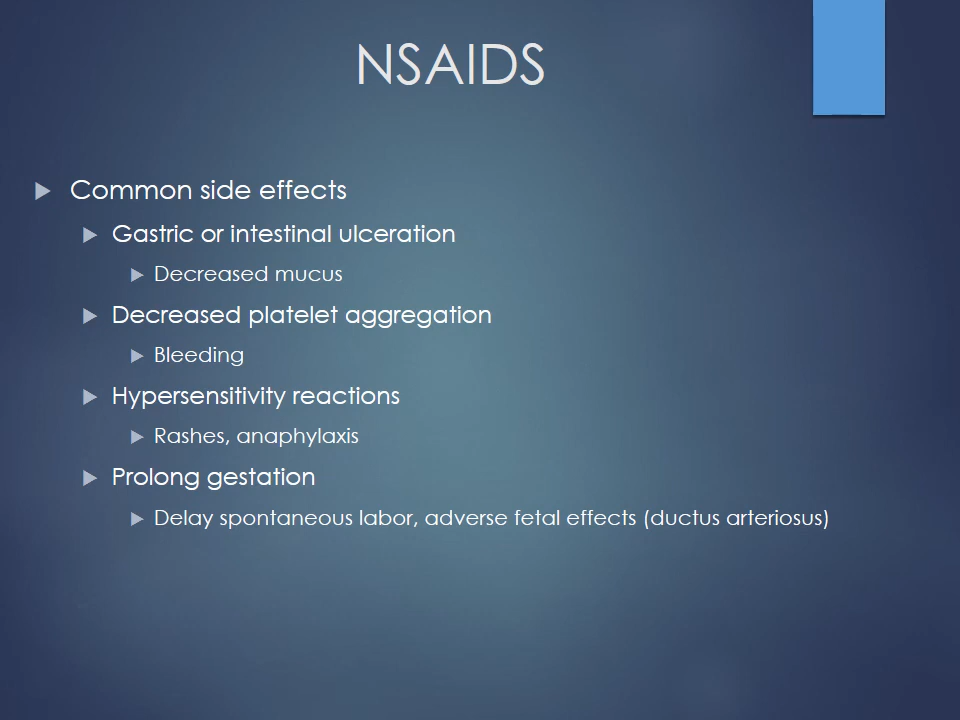 NSAIDS
Common side effects
Gastric or intestinal ulceration
Decreased mucus
Decreased platelet aggregation
Bleeding
Hypersensitivity reactions
Rashes, anaphylaxis
Prolong gestation
Delay spontaneous labor, adverse fetal effects (ductus arteriosus)